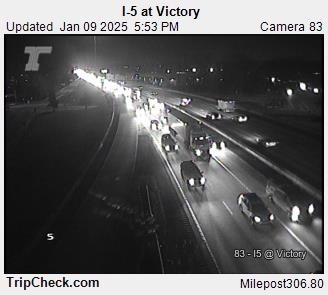 I-5 at Victory
Updated Jan 09 2025 5:53 PM Camera 83
T
S
83 - I5 @ Victory
TripCheck.com Milepost306.80